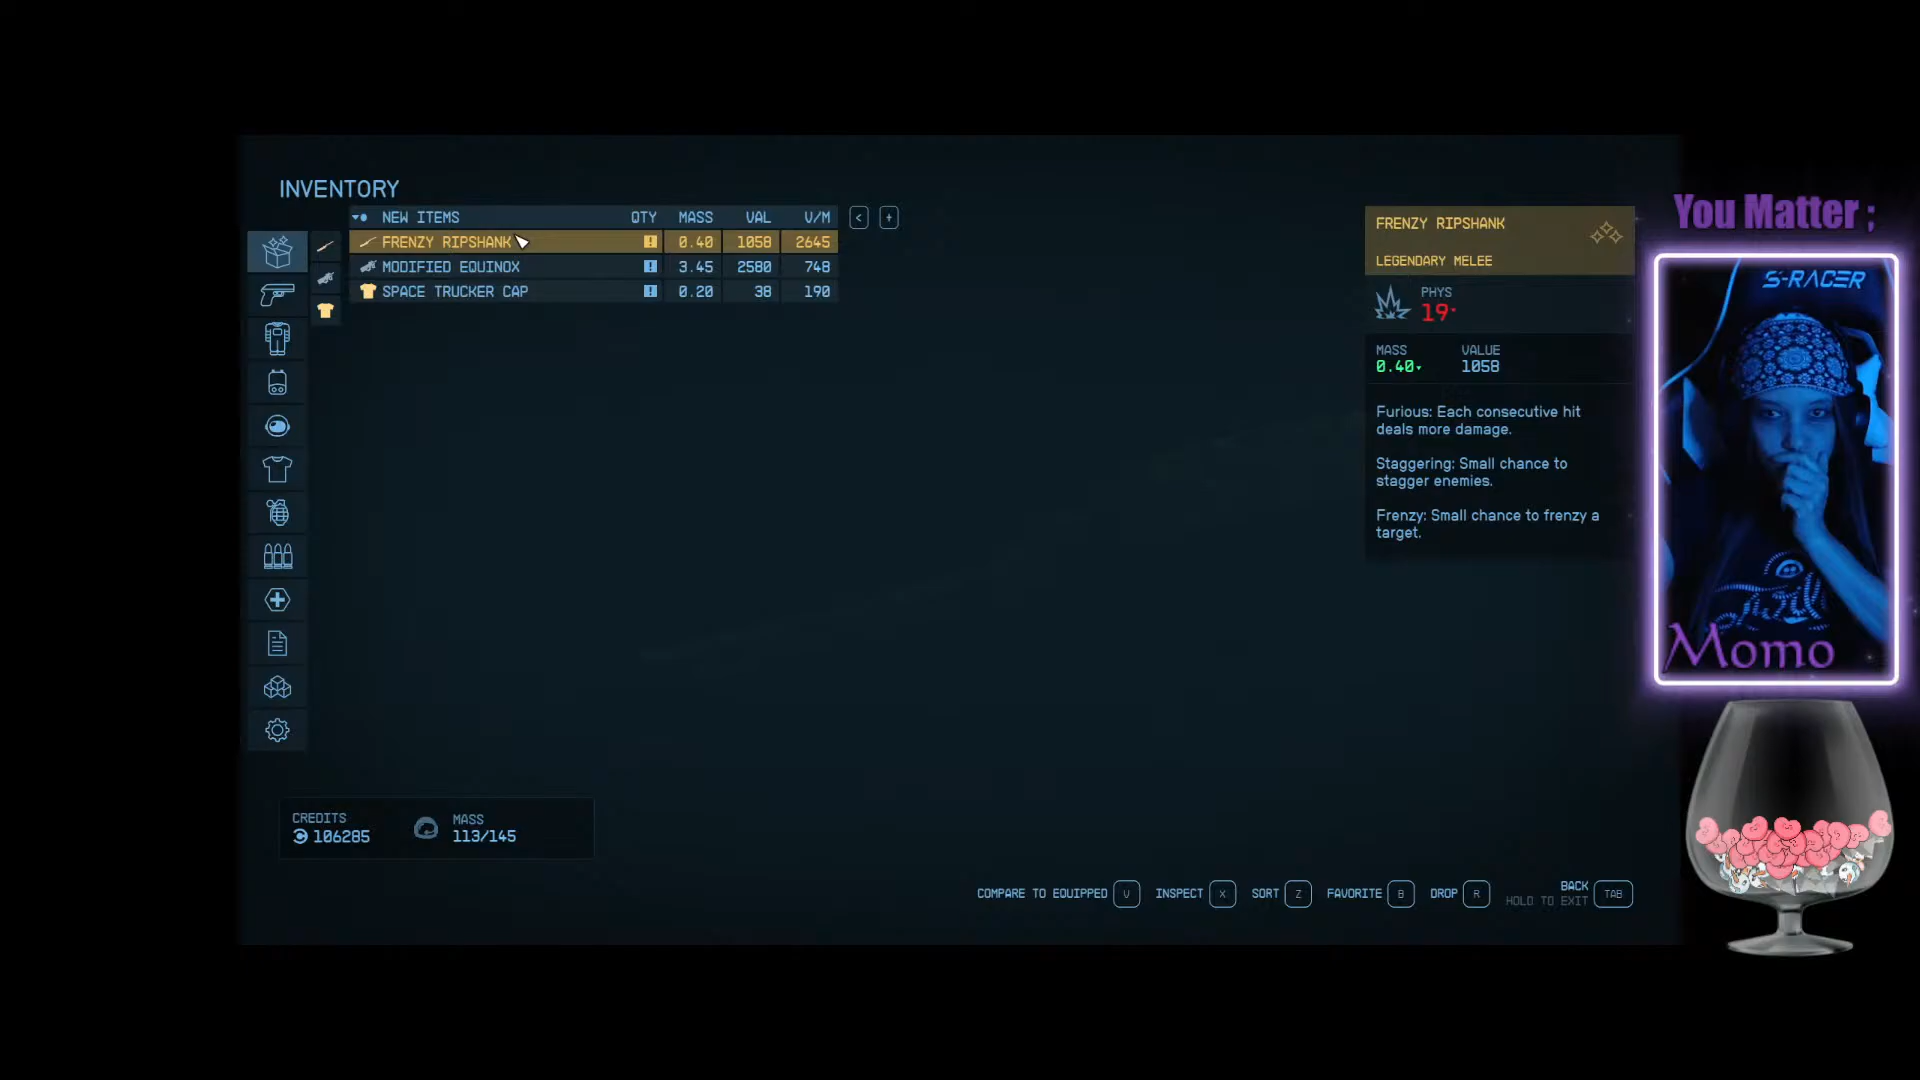 INVENTORY
NEW ITEMS QTY MASS VAL V/M < +
FRENZY RIPSHANK ! 0.40 1058 2645
MODIFIED EQUINOX ! 3.45 2580 748
SPACE TRUCKER CAP ! 0.20 38 190
FRENZY RIPSHANK
LEGENDARY MELEE
PHYS
19
MASS VALUE
0.40 1058
Furious: Each consecutive hit
deals more damage.
Staggering: Small chance to
stagger enemies.
Frenzy: Small chance to frenzy a
target.
You Matter ;
S-RACER
Momo
CREDITS MASS
106285 113/145
COMPARE TO EQUIPPED V INSPECT X SORT Z FAVORITE B DROP R BACK TAB
HOLD TO EXIT